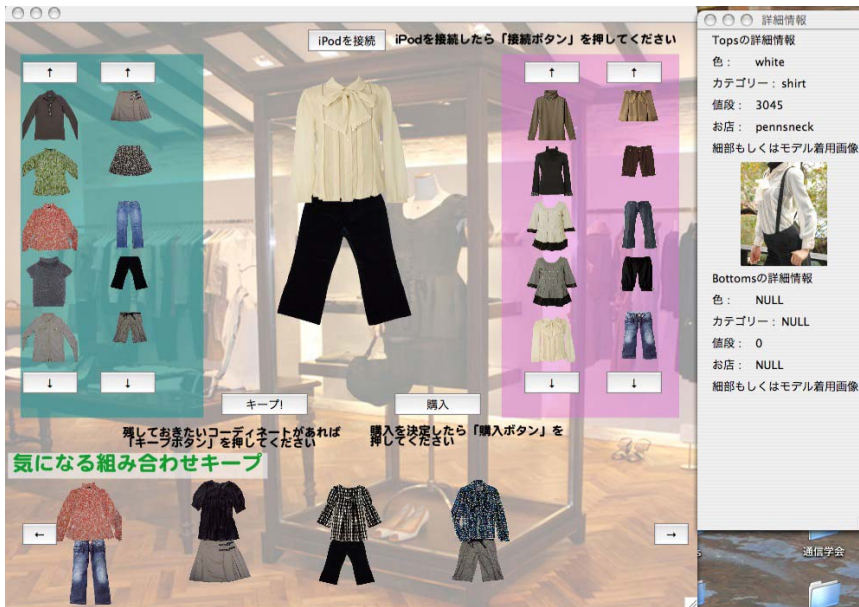 iPodを接続
iPodを接続したら「接続ボタン」を押してください
↑
↑
↑
↑
↓
↓
↓
↓
キープ!
購入
残しておきたいコーディネートがあれば
「キープボタン」を押してください
購入を決定したら「購入ボタン」を
押してください
気になる組み合わせキープ
←
→
詳細情報
Topsの詳細情報
色： white
カテゴリー： shirt
値段： 3045
お店： pennsneck
細部もしくはモデル着用画像
Bottomsの詳細情報
色： NULL
カテゴリー： NULL
値段： 0
お店： NULL
細部もしくはモデル着用画像
通信学会